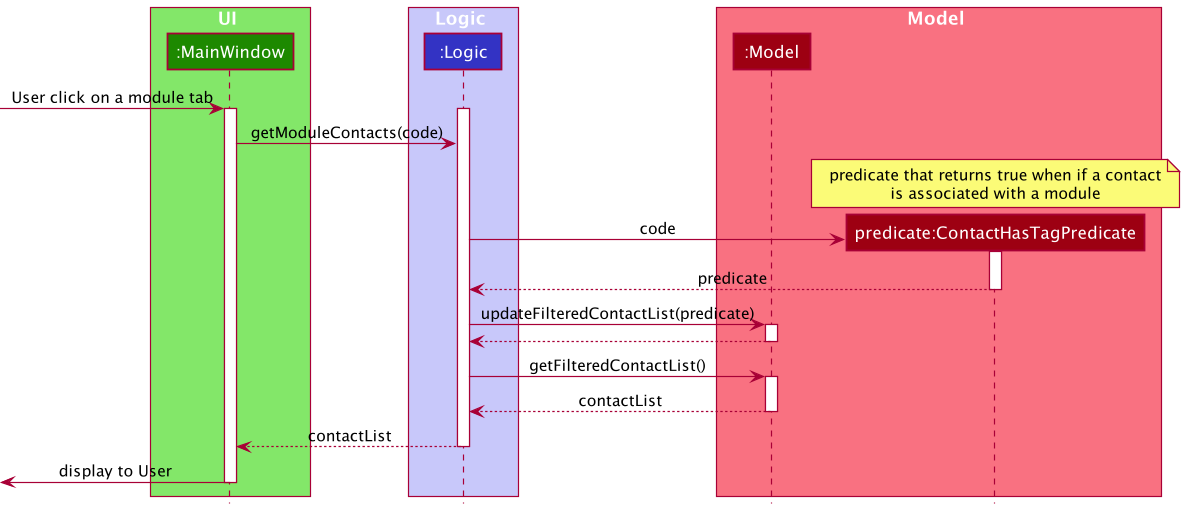 UI
Logic
Model
:MainWindow
:Logic
:Model
User click on a module tab
getModuleContacts(code)
predicate that returns true when if a contact
is associated with a module
code
predicate:ContactHasTagPredicate
predicate
updateFilteredContactList(predicate)
getFilteredContactList()
contactList
contactList
display to User